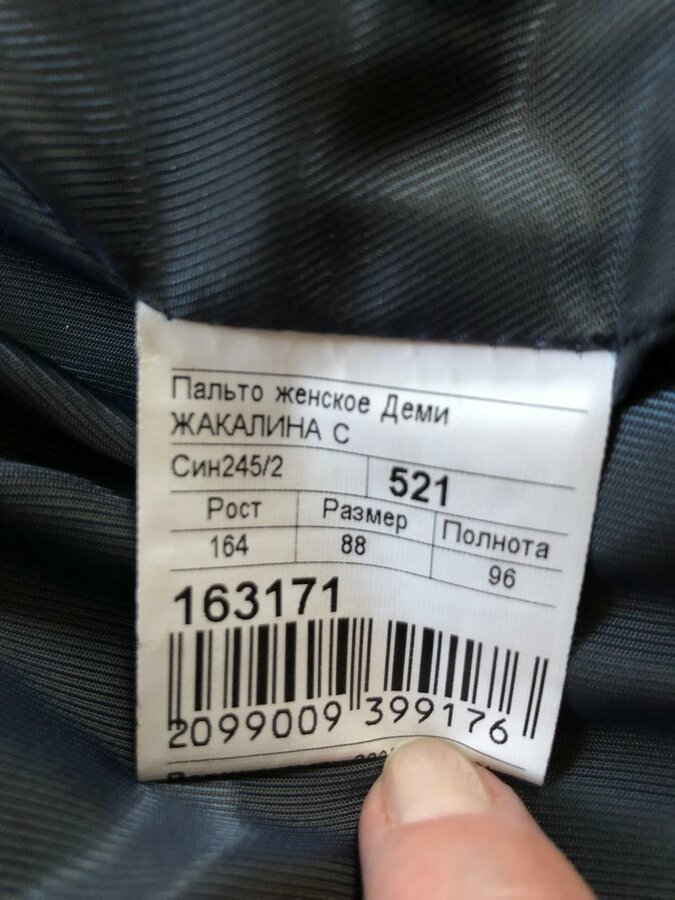 Пальто женское Деми
ЖАКАЛИНА С
Син245/2 521
Рост Размер Полнота
164 88 96
163171
2099009 399176